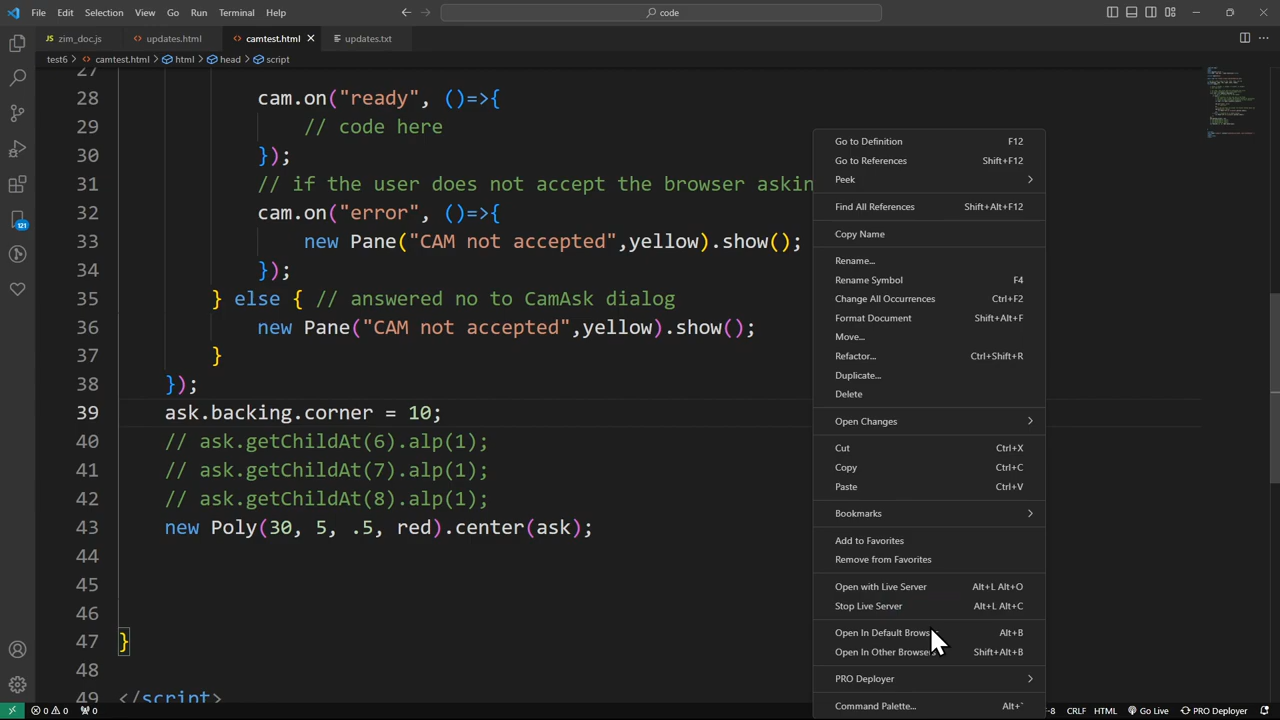 File Edit Selection View Go Run Terminal Help
code
zim_doc.js updates.html camtest.html updates.txt
test6 camtest.html html head script
27
28 cam.on("ready", ()=>{
29 // code here
30 });
31 // if the user does not accept the browser askin
32 cam.on("error", ()=>{
33 new Pane("CAM not accepted",yellow).show();
34 });
35 } else { // answered no to CamAsk dialog
36 new Pane("CAM not accepted",yellow).show();
37 }
38 });
39 ask.backing.corner = 10;
40 // ask.getChildAt(6).alp(1);
41 // ask.getChildAt(7).alp(1);
42 // ask.getChildAt(8).alp(1);
43 new Poly(30, 5, .5, red).center(ask);
44
45
46
47 }
48
49 </script>
121
Go to Definition F12
Go to References Shift+F12
Peek
Find All References Shift+Alt+F12
Copy Name
Rename...
Rename Symbol F4
Change All Occurrences Ctrl+F2
Format Document Shift+Alt+F
Move...
Refactor... Ctrl+Shift+R
Duplicate...
Delete
Open Changes
Cut Ctrl+X
Copy Ctrl+C
Paste Ctrl+V
Bookmarks
Add to Favorites
Remove from Favorites
Open with Live Server Alt+L Alt+O
Stop Live Server Alt+L Alt+C
Open In Default Brows Alt+B
Open In Other Browse Shift+Alt+B
PRO Deployer
Command Palette... Alt+`
0 0 0 -8 CRLF HTML Go Live PRO Deployer